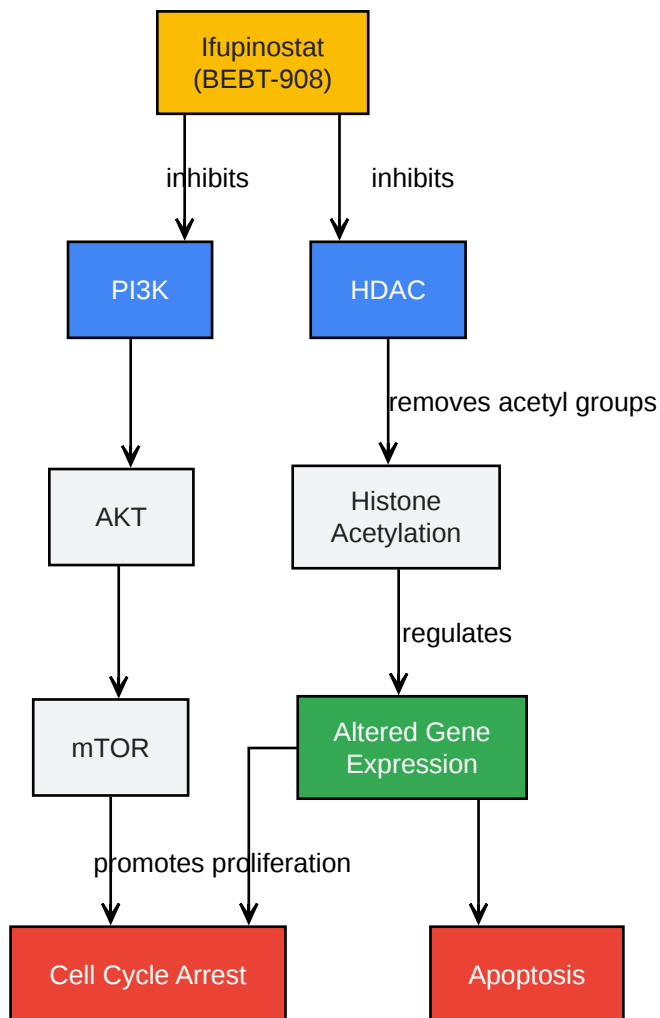 Ifupinostat
(BEBT-908)
inhibits
inhibits
PI3K
HDAC
removes acetyl groups
AKT
Histone
Acetylation
regulates
mTOR
Altered Gene
Expression
promotes proliferation
Cell Cycle Arrest
Apoptosis